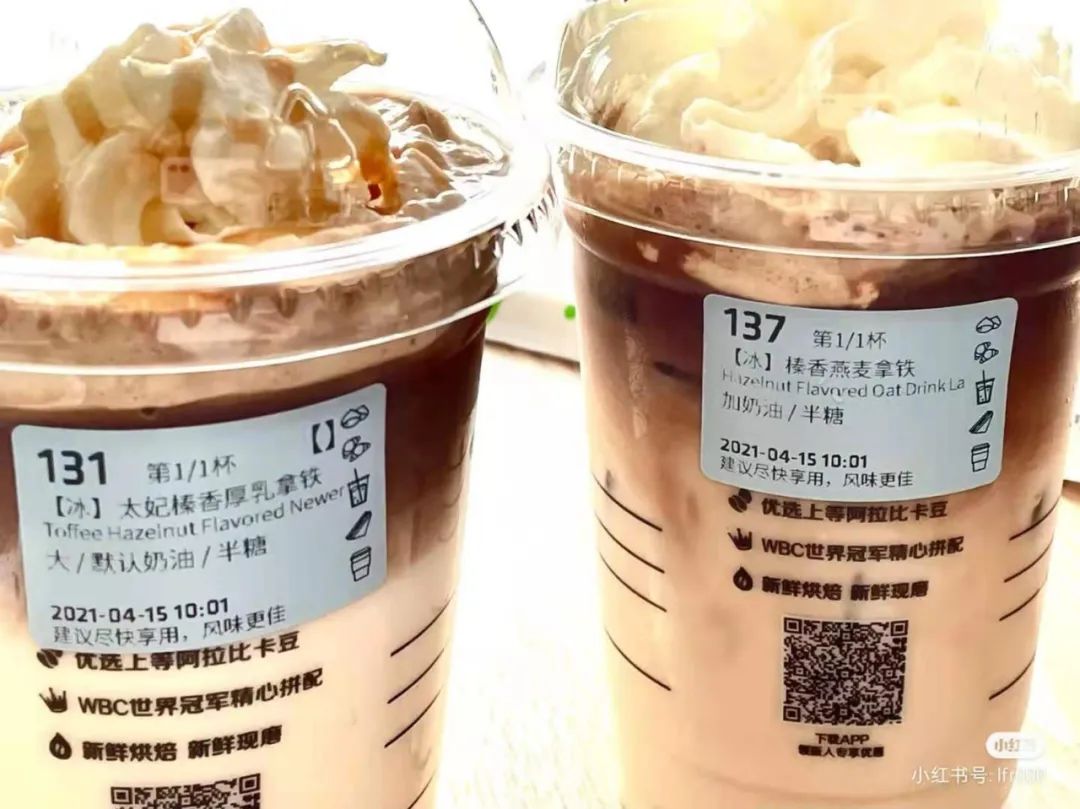 131 第1/1杯 【】
【冰】太妃榛香厚乳拿铁
Toffee Hazelnut Flavored Newer
大/默认奶油/半糖
2021-04-15 10:01
建议尽快享用，风味更佳
优选上等阿拉比卡豆
WBC世界冠军精心拼配
新鲜烘焙 新鲜现磨
137 第1/1杯
【冰】榛香燕麦拿铁
Hazelnut Flavored Oat Drink La
加奶油/半糖
2021-04-15 10:01
建议尽快享用，风味更佳
优选上等阿拉比卡豆
WBC世界冠军精心拼配
新鲜烘焙 新鲜现磨
下载APP
领新人专享优惠
小红书
小红书号: